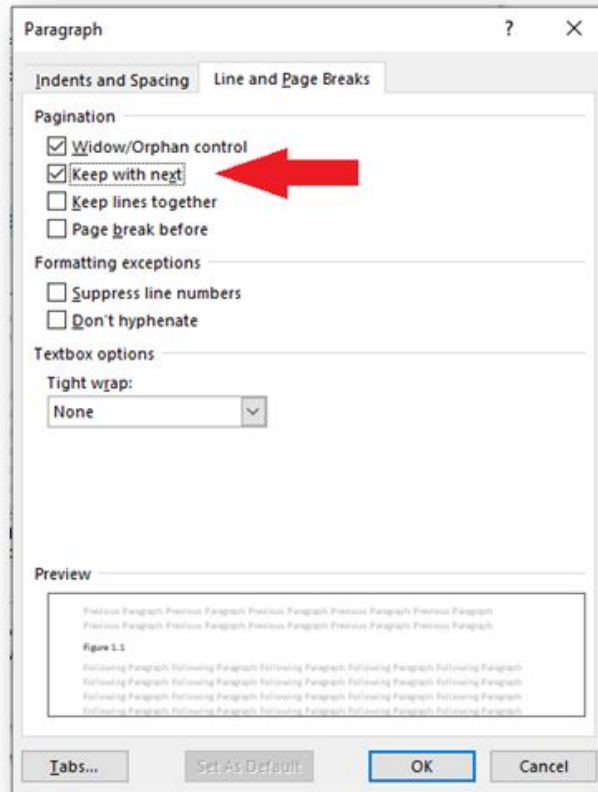 Paragraph ? ×
Indents and Spacing Line and Page Breaks
Pagination
Widow/Orphan control
Keep with next
Keep lines together
Page break before
Formatting exceptions
Suppress line numbers
Don't hyphenate
Textbox options
Tight wrap:
None
Preview
Previous Paragraph Previous Paragraph Previous Paragraph Previous Paragraph Previous Paragraph
Previous Paragraph Previous Paragraph Previous Paragraph Previous Paragraph Previous Paragraph
Figure 1.1
Following Paragraph Following Paragraph Following Paragraph Following Paragraph Following Paragraph
Following Paragraph Following Paragraph Following Paragraph Following Paragraph Following Paragraph
Following Paragraph Following Paragraph Following Paragraph Following Paragraph Following Paragraph
Following Paragraph Following Paragraph Following Paragraph Following Paragraph Following Paragraph
Tabs... Set As Default OK Cancel